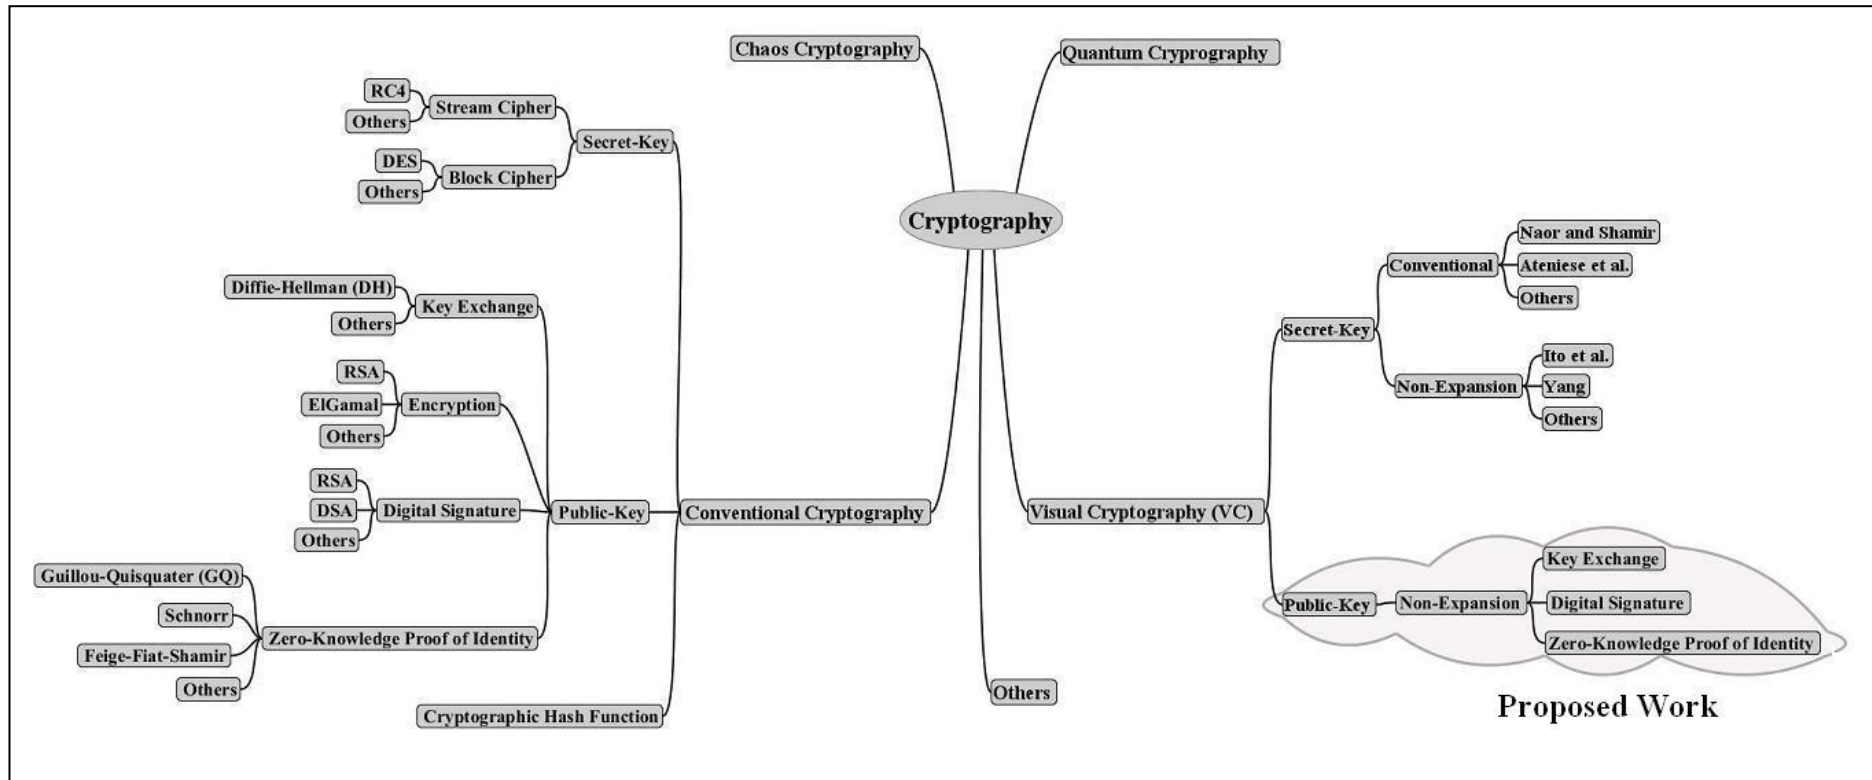 Chaos Cryptography
Quantum Cryprography
RC4
Stream Cipher
Others
Secret-Key
DES
Block Cipher
Others
Cryptography
Naor and Shamir
Conventional
Ateniese et al.
Others
Secret-Key
Ito et al.
Non-Expansion
Yang
Others
Diffie-Hellman (DH)
Key Exchange
Others
RSA
ElGamal
Encryption
Others
RSA
DSA
Digital Signature
Others
Public-Key
Conventional Cryptography
Visual Cryptography (VC)
Guillou-Quisquater (GQ)
Schnorr
Zero-Knowledge Proof of Identity
Feige-Fiat-Shamir
Others
Cryptographic Hash Function
Others
Key Exchange
Public-Key
Non-Expansion
Digital Signature
Zero-Knowledge Proof of Identity
Proposed Work